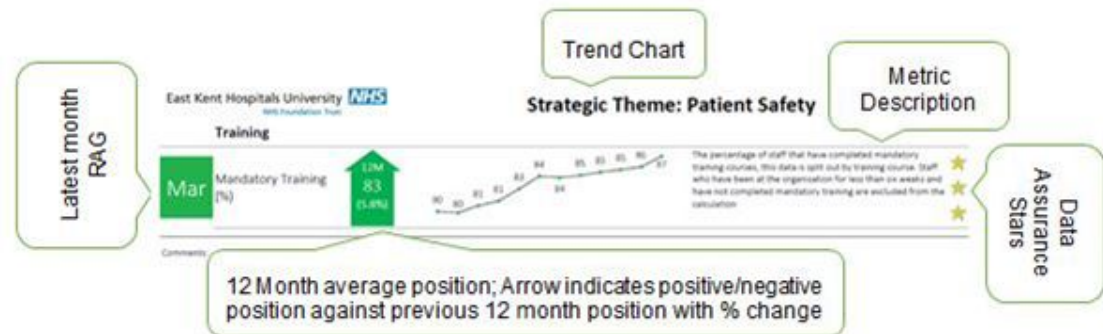 Trend Chart
Metric
Description
Latest month
RAG
East Kent Hospitals University NHS
NHS Foundation Trust
Strategic Theme: Patient Safety
Training
Mar
Mandatory Training
(%)
12M
83
(5.8%)
80 80 81 81 83 84 84 85 85 85 86 87
The percentage of staff that have completed mandatory
training courses, this data is split out by training course. Staff
who have been at the organisation for less than six weeks and
have not completed mandatory training are excluded from the
calculation
Data
Assurance
Stars
Comments
12 Month average position; Arrow indicates positive/negative
position against previous 12 month position with % change